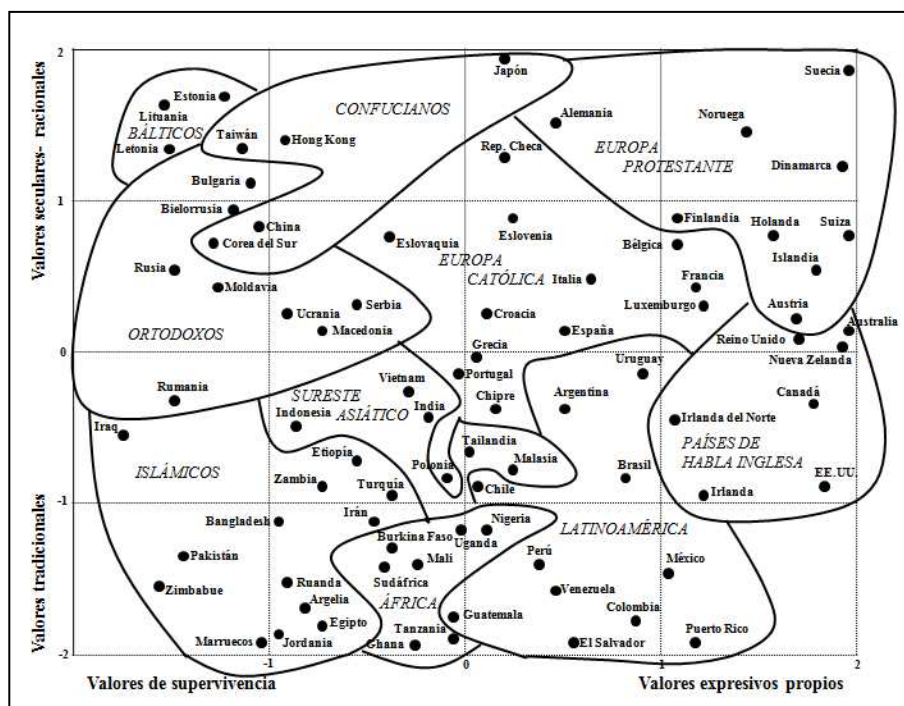 2
Japón
Suecia
Estonia
CONFUCIANOS
Alemania
Noruega
Lituania
BÁLTICOS
Taiwán
Hong Kong
Letonia
Rep. Checa
EUROPA
PROTESTANTE
Dinamarca
Bulgaria
Valores seculares- racionales
1
Bielorrusia
China
Corea del Sur
Eslovaquia
Eslovenia
Finlandia
Holanda
Suiza
Bélgica
EUROPA
CATÓLICA
Rusia
Islandia
Moldavia
Italia
Francia
Serbia
Luxemburgo
Ucrania
Croacia
Austria
Macedonia
España
Australia
ORTODOXOS
Reino Unido
0
Grecia
Uruguay
Nueva Zelanda
Portugal
Rumania
Vietnam
SURESTE
ASIÁTICO
Chipre
Argentina
Canadá
Indonesia
India
Irlanda del Norte
Iraq
PAÍSES DE
HABLA INGLESA
Etiopía
Tailandia
ISLÁMICOS
Polonia
Malasia
Brasil
EE.UU.
Zambia
Turquía
Chile
Irlanda
-1
Bangladesh
Irán
Nigeria
LATINOAMÉRICA
Burkina Faso
Uganda
Pakistán
Malí
Perú
México
Valores tradicionales
Zimbabue
Ruanda
Sudáfrica
Venezuela
Argelia
ÁFRICA
Guatemala
Colombia
Egipto
Tanzania
Marruecos
Jordania
Ghana
El Salvador
Puerto Rico
-2
-1
0
1
2
Valores de supervivencia
Valores expresivos propios